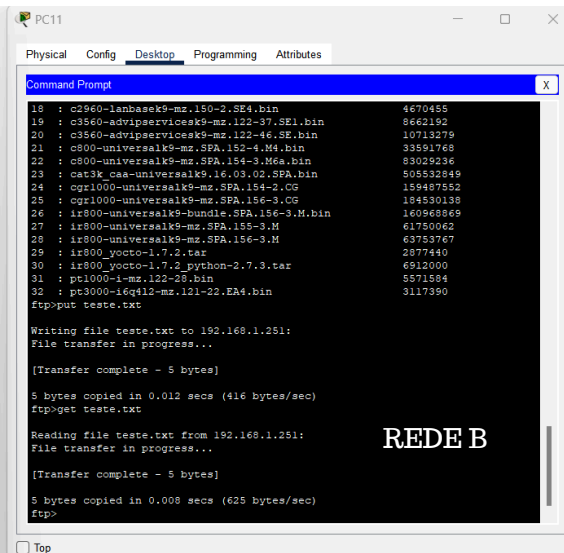 PC11
Physical Config Desktop Programming Attributes
Command Prompt X
18 : c2960-lanbasek9-mz.150-2.SE4.bin 4670455
19 : c3560-advipservicesk9-mz.122-37.SE1.bin 8662192
20 : c3560-advipservicesk9-mz.122-46.SE.bin 10713279
21 : c800-universalk9-mz.SPA.152-4.M4.bin 33591768
22 : c800-universalk9-mz.SPA.154-3.M6a.bin 83029236
23 : cat3k_caa-universalk9.16.03.02.SPA.bin 505532849
24 : cgr1000-universalk9-mz.SPA.154-2.CG 159487552
25 : cgr1000-universalk9-mz.SPA.156-3.CG 184530138
26 : ir800-universalk9-bundle.SPA.156-3.M.bin 160968869
27 : ir800-universalk9-mz.SPA.155-3.M 61750062
28 : ir800-universalk9-mz.SPA.156-3.M 63753767
29 : ir800_yocto-1.7.2.tar 2877440
30 : ir800_yocto-1.7.2_python-2.7.3.tar 6912000
31 : pt1000-i-mz.122-28.bin 5571584
32 : pt3000-i6q4l2-mz.121-22.EA4.bin 3117390
ftp>put teste.txt
Writing file teste.txt to 192.168.1.251:
File transfer in progress...
[Transfer complete - 5 bytes]
5 bytes copied in 0.012 secs (416 bytes/sec)
ftp>get teste.txt
Reading file teste.txt from 192.168.1.251:
REDE B
File transfer in progress...
[Transfer complete - 5 bytes]
5 bytes copied in 0.008 secs (625 bytes/sec)
ftp>
Top